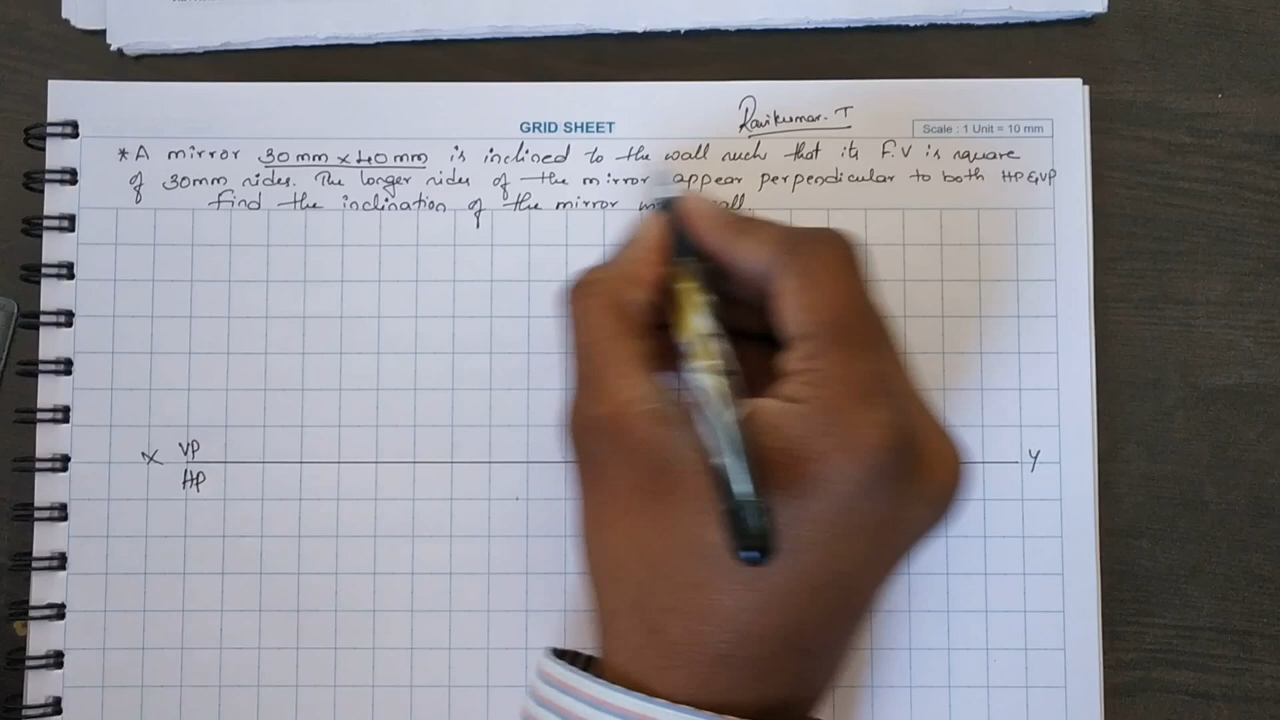 Ravikumar. T
GRID SHEET
Scale : 1 Unit = 10 mm
* A mirror 30mm x 40mm is inclined to the wall such that its F.V is square
of 30mm sides. The longer sides of the mirror appear perpendicular to both HP & VP
find the inclination of the mirror wall.
X VP Y
HP